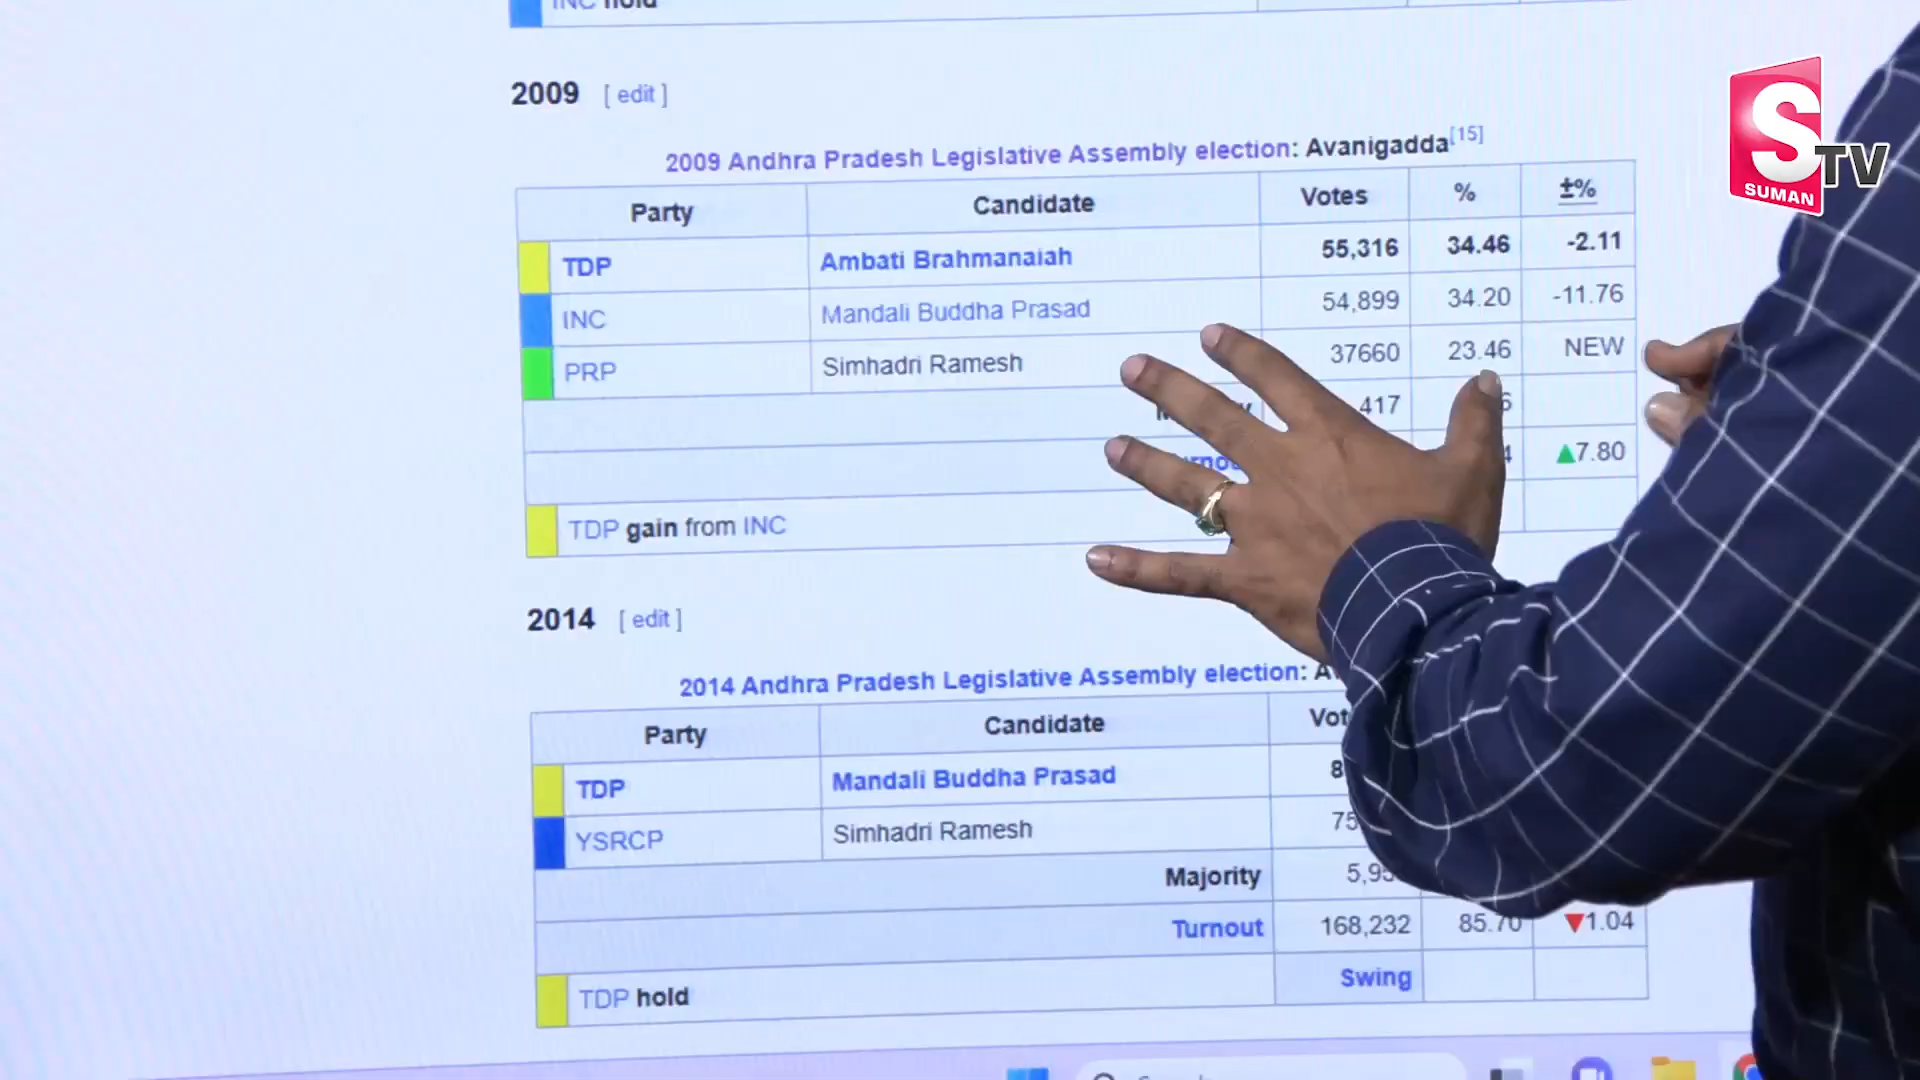 INC hold
2009 [ edit ]
2009 Andhra Pradesh Legislative Assembly election: Avanigadda[15]
Party Candidate Votes % ±%
TDP Ambati Brahmanaiah 55,316 34.46 -2.11
INC Mandali Buddha Prasad 54,899 34.20 -11.76
PRP Simhadri Ramesh 37660 23.46 NEW
417
▲7.80
TDP gain from INC
2014 [ edit ]
2014 Andhra Pradesh Legislative Assembly election:
Party Candidate
TDP Mandali Buddha Prasad
YSRCP Simhadri Ramesh
Majority
Turnout 168,232 85.70 ▼1.04
Swing
TDP hold
S TV
SUMAN